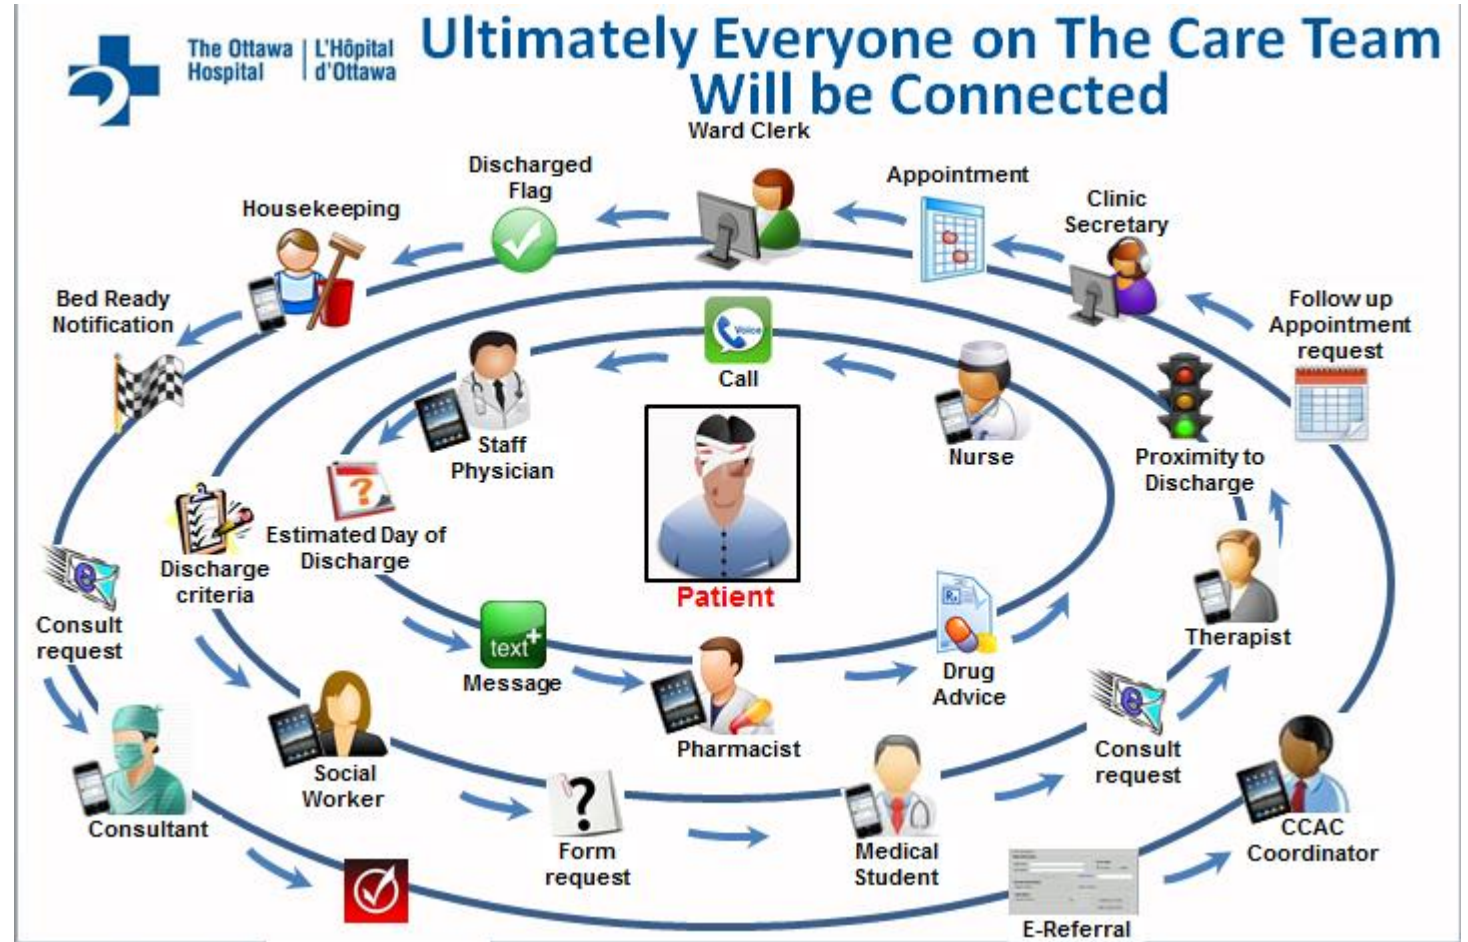 The Ottawa | L'Hôpital
Hospital | d'Ottawa
Ultimately Everyone on The Care Team
Will be Connected
Ward Clerk
Discharged
Flag
Appointment
Clinic
Secretary
Housekeeping
Bed Ready
Notification
Follow up
Appointment
request
Voice
Call
Staff
Physician
Nurse
Proximity to
Discharge
?
Estimated Day of
Discharge
Discharge
criteria
Patient
e
Consult
request
text+
Message
Rx
Drug
Advice
Therapist
Pharmacist
e
Consult
request
Social
Worker
Consultant
?
Form
request
Medical
Student
CCAC
Coordinator
E-Referral